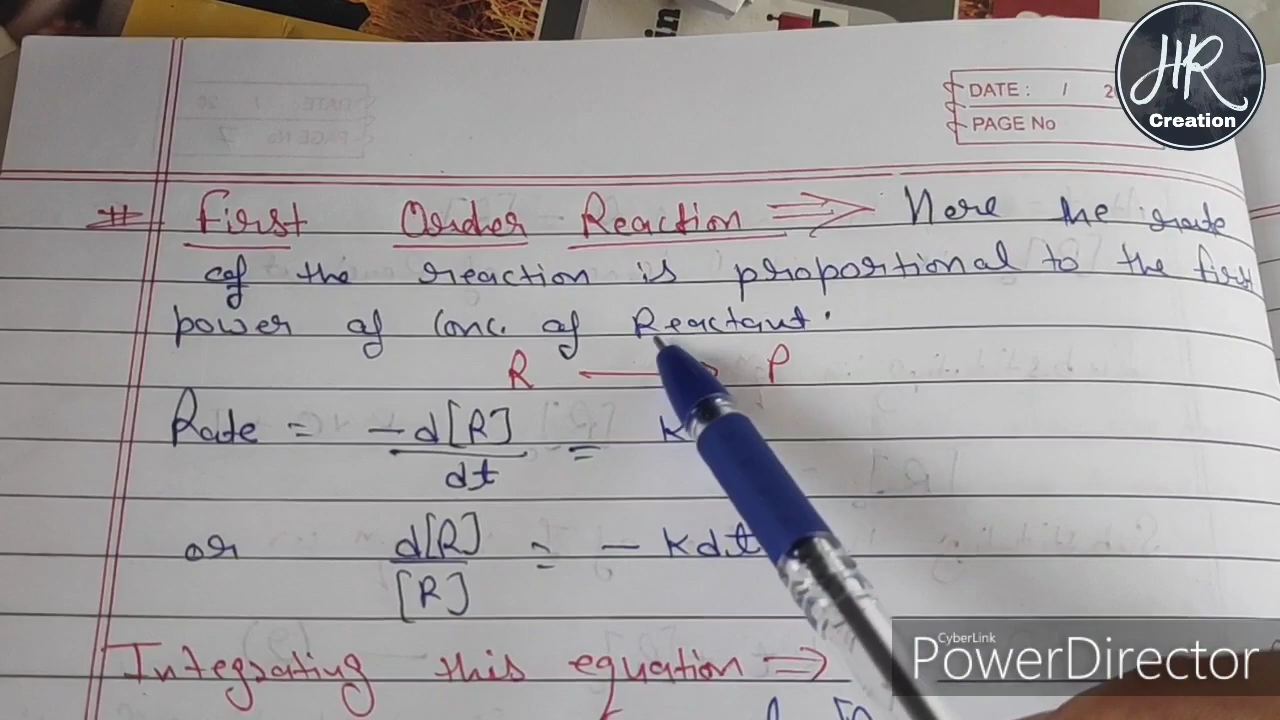 DATE : / 2
PAGE No
HR
Creation
# First Order Reaction ⇒ Here the rate
of the reaction is proportional to the first
power of Conc. of Reactant.
R → P
Rate = -d[R]/dt = K
or d[R]/[R] = - Kdt
Integrating this equation ⇒
CyberLink
PowerDirector